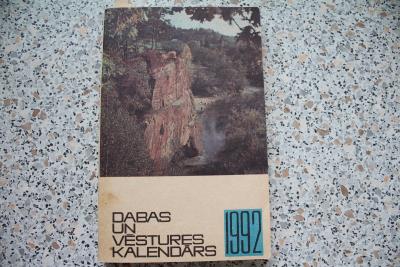 DABAS
UN
VĒSTURES
KALENDĀRS
1992